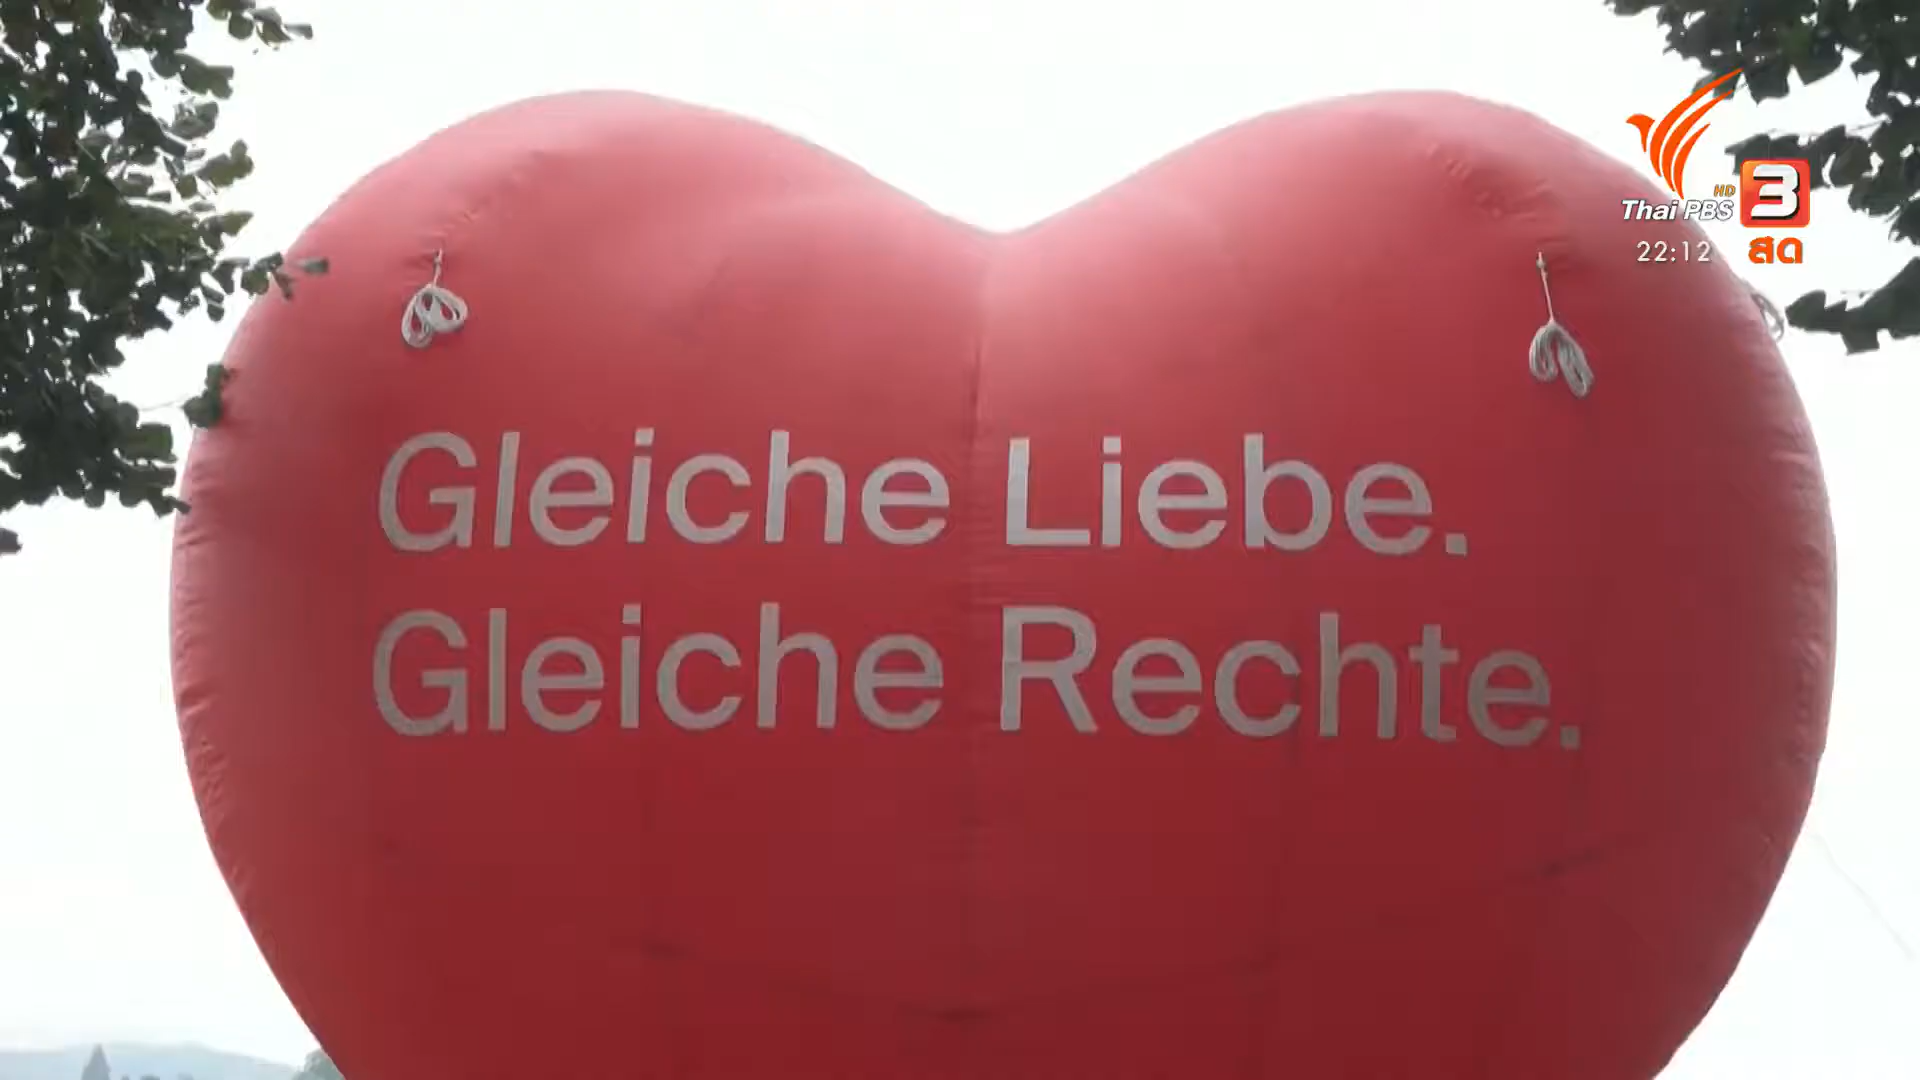 Gleiche Liebe.
Gleiche Rechte.
HD
Thai PBS 3
22:12 สด